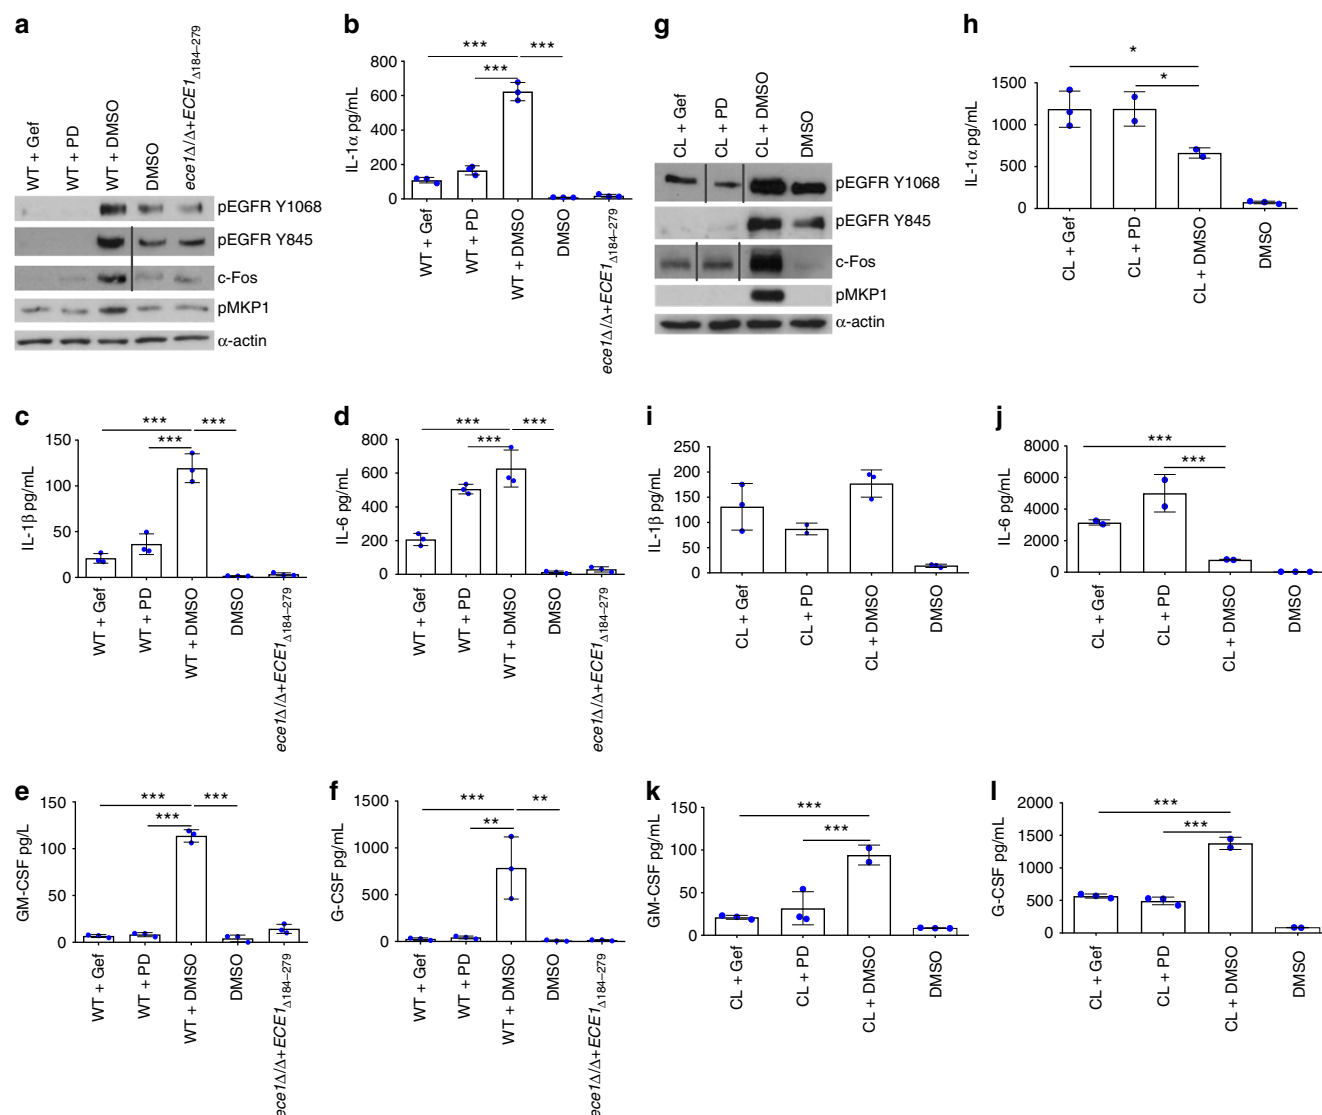 a
WT + Gef
WT + PD
WT + DMSO
DMSO
ece1Δ/Δ+ECE1Δ184–279
pEGFR Y1068
pEGFR Y845
c-Fos
pMKP1
α-actin
b
***
***
***
IL-1α pg/mL
800
600
400
200
0
WT + Gef
WT + PD
WT + DMSO
DMSO
ece1Δ/Δ+ECE1Δ184–279
g
CL + Gef
CL + PD
CL + DMSO
DMSO
pEGFR Y1068
pEGFR Y845
c-Fos
pMKP1
α-actin
h
*
*
IL-1α pg/mL
1500
1000
500
0
CL + Gef
CL + PD
CL + DMSO
DMSO
c
***
***
***
IL-1β pg/mL
150
100
50
0
WT + Gef
WT + PD
WT + DMSO
DMSO
ece1Δ/Δ+ECE1Δ184–279
d
***
***
***
IL-6 pg/mL
800
600
400
200
0
WT + Gef
WT + PD
WT + DMSO
DMSO
ece1Δ/Δ+ECE1Δ184–279
i
IL-1β pg/mL
250
200
150
100
50
0
CL + Gef
CL + PD
CL + DMSO
DMSO
j
***
***
IL-6 pg/mL
8000
6000
4000
2000
0
CL + Gef
CL + PD
CL + DMSO
DMSO
e
***
***
***
GM-CSF pg/L
150
100
50
0
WT + Gef
WT + PD
WT + DMSO
DMSO
ece1Δ/Δ+ECE1Δ184–279
f
***
**
**
G-CSF pg/mL
1500
1000
500
0
WT + Gef
WT + PD
WT + DMSO
DMSO
ece1Δ/Δ+ECE1Δ184–279
k
***
***
GM-CSF pg/mL
150
100
50
0
CL + Gef
CL + PD
CL + DMSO
DMSO
l
***
***
G-CSF pg/mL
2000
1500
1000
500
0
CL + Gef
CL + PD
CL + DMSO
DMSO